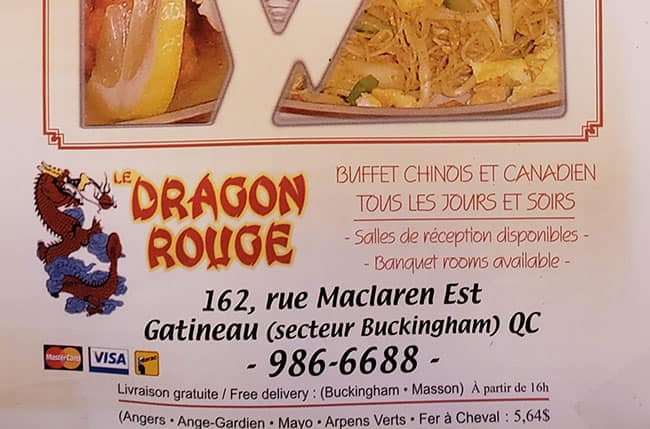 LE
DRAGON
ROUGE
BUFFET CHINOIS ET CANADIEN
TOUS LES JOURS ET SOIRS
- Salles de réception disponibles -
- Banquet rooms available -
162, rue Maclaren Est
Gatineau (secteur Buckingham) QC
- 986-6688 -
MasterCard VISA
Livraison gratuite / Free delivery : (Buckingham • Masson) À partir de 16h
(Angers • Ange-Gardien • Mayo • Arpens Verts • Fer à Cheval : 5,64$